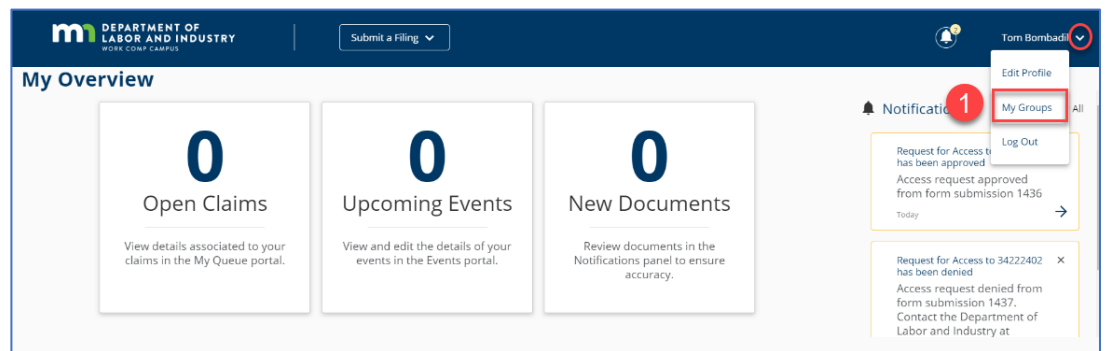 DEPARTMENT OF
LABOR AND INDUSTRY
WORK COMP CAMPUS
Submit a Filing
2
Tom Bombadil
My Overview
Edit Profile
My Groups
Log Out
1
0
Open Claims
View details associated to your
claims in the My Queue portal.
0
Upcoming Events
View and edit the details of your
events in the Events portal.
0
New Documents
Review documents in the
Notifications panel to ensure
accuracy.
Notificatio
All
Request for Access t
has been approved
Access request approved
from form submission 1436
Today
Request for Access to 34222402
has been denied
Access request denied from
form submission 1437.
Contact the Department of
Labor and Industry at